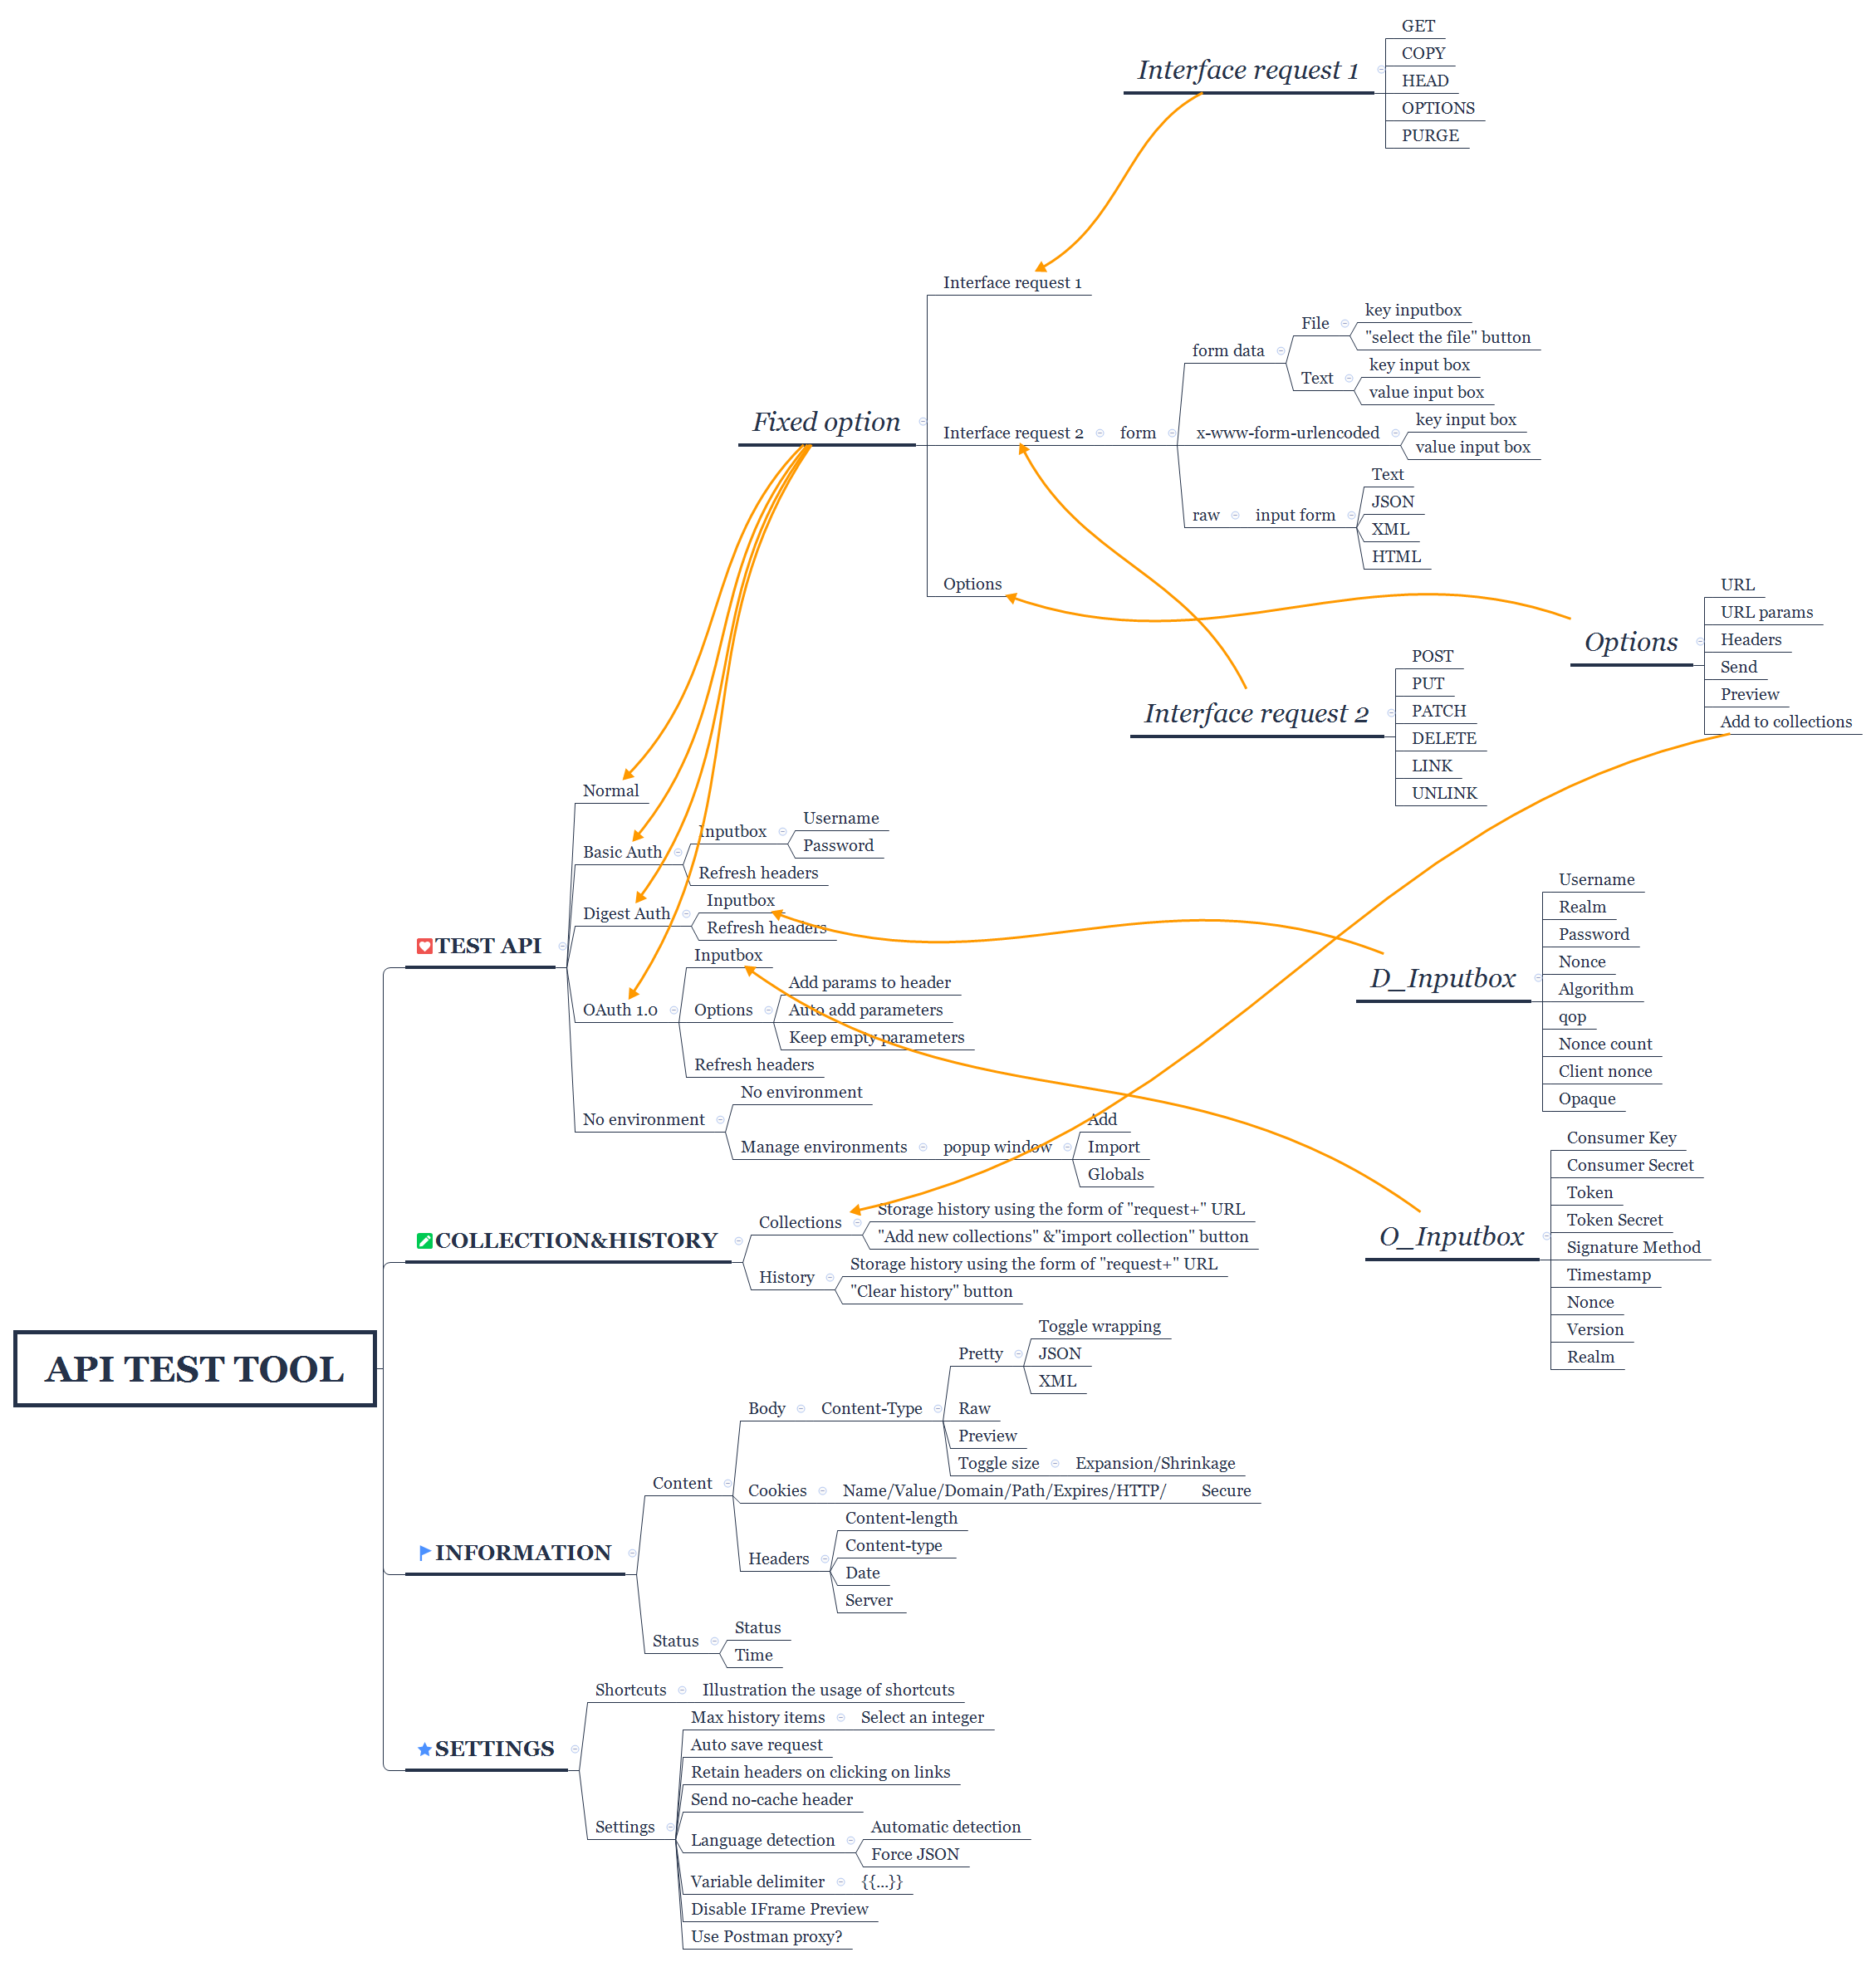 GET
COPY
Interface request 1
HEAD
OPTIONS
PURGE
Interface request 1
key inputbox
File
"select the file" button
form data
key input box
Text
value input box
Fixed option
key input box
Interface request 2
form
x-www-form-urlencoded
value input box
Text
JSON
raw
input form
XML
HTML
Options
URL
URL params
Options
Headers
Send
Preview
Add to collections
POST
PUT
Interface request 2
PATCH
DELETE
LINK
UNLINK
Normal
Username
Inputbox
Password
Basic Auth
Refresh headers
Inputbox
Digest Auth
Refresh headers
TEST API
Inputbox
Add params to header
OAuth 1.0
Options
Auto add parameters
Keep empty parameters
Refresh headers
No environment
No environment
Add
Manage environments
popup window
Import
Globals
Username
Realm
Password
Nonce
D_Inputbox
Algorithm
qop
Nonce count
Client nonce
Opaque
Consumer Key
Consumer Secret
Token
Token Secret
O_Inputbox
Signature Method
Timestamp
Nonce
Version
Realm
Storage history using the form of "request+" URL
Collections
"Add new collections" &"import collection" button
COLLECTION&HISTORY
Storage history using the form of "request+" URL
History
"Clear history" button
API TEST TOOL
Toggle wrapping
Pretty
JSON
XML
Body
Content-Type
Raw
Preview
Toggle size
Expansion/Shrinkage
Content
Cookies
Name/Value/Domain/Path/Expires/HTTP/ Secure
Content-length
Content-type
Headers
Date
Server
INFORMATION
Status
Status
Time
Shortcuts
Illustration the usage of shortcuts
SETTINGS
Max history items
Select an integer
Auto save request
Retain headers on clicking on links
Send no-cache header
Settings
Automatic detection
Language detection
Force JSON
Variable delimiter
{{...}}
Disable IFrame Preview
Use Postman proxy?